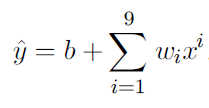 ŷ = b + ∑_{i=1}^{9} w_i x^i